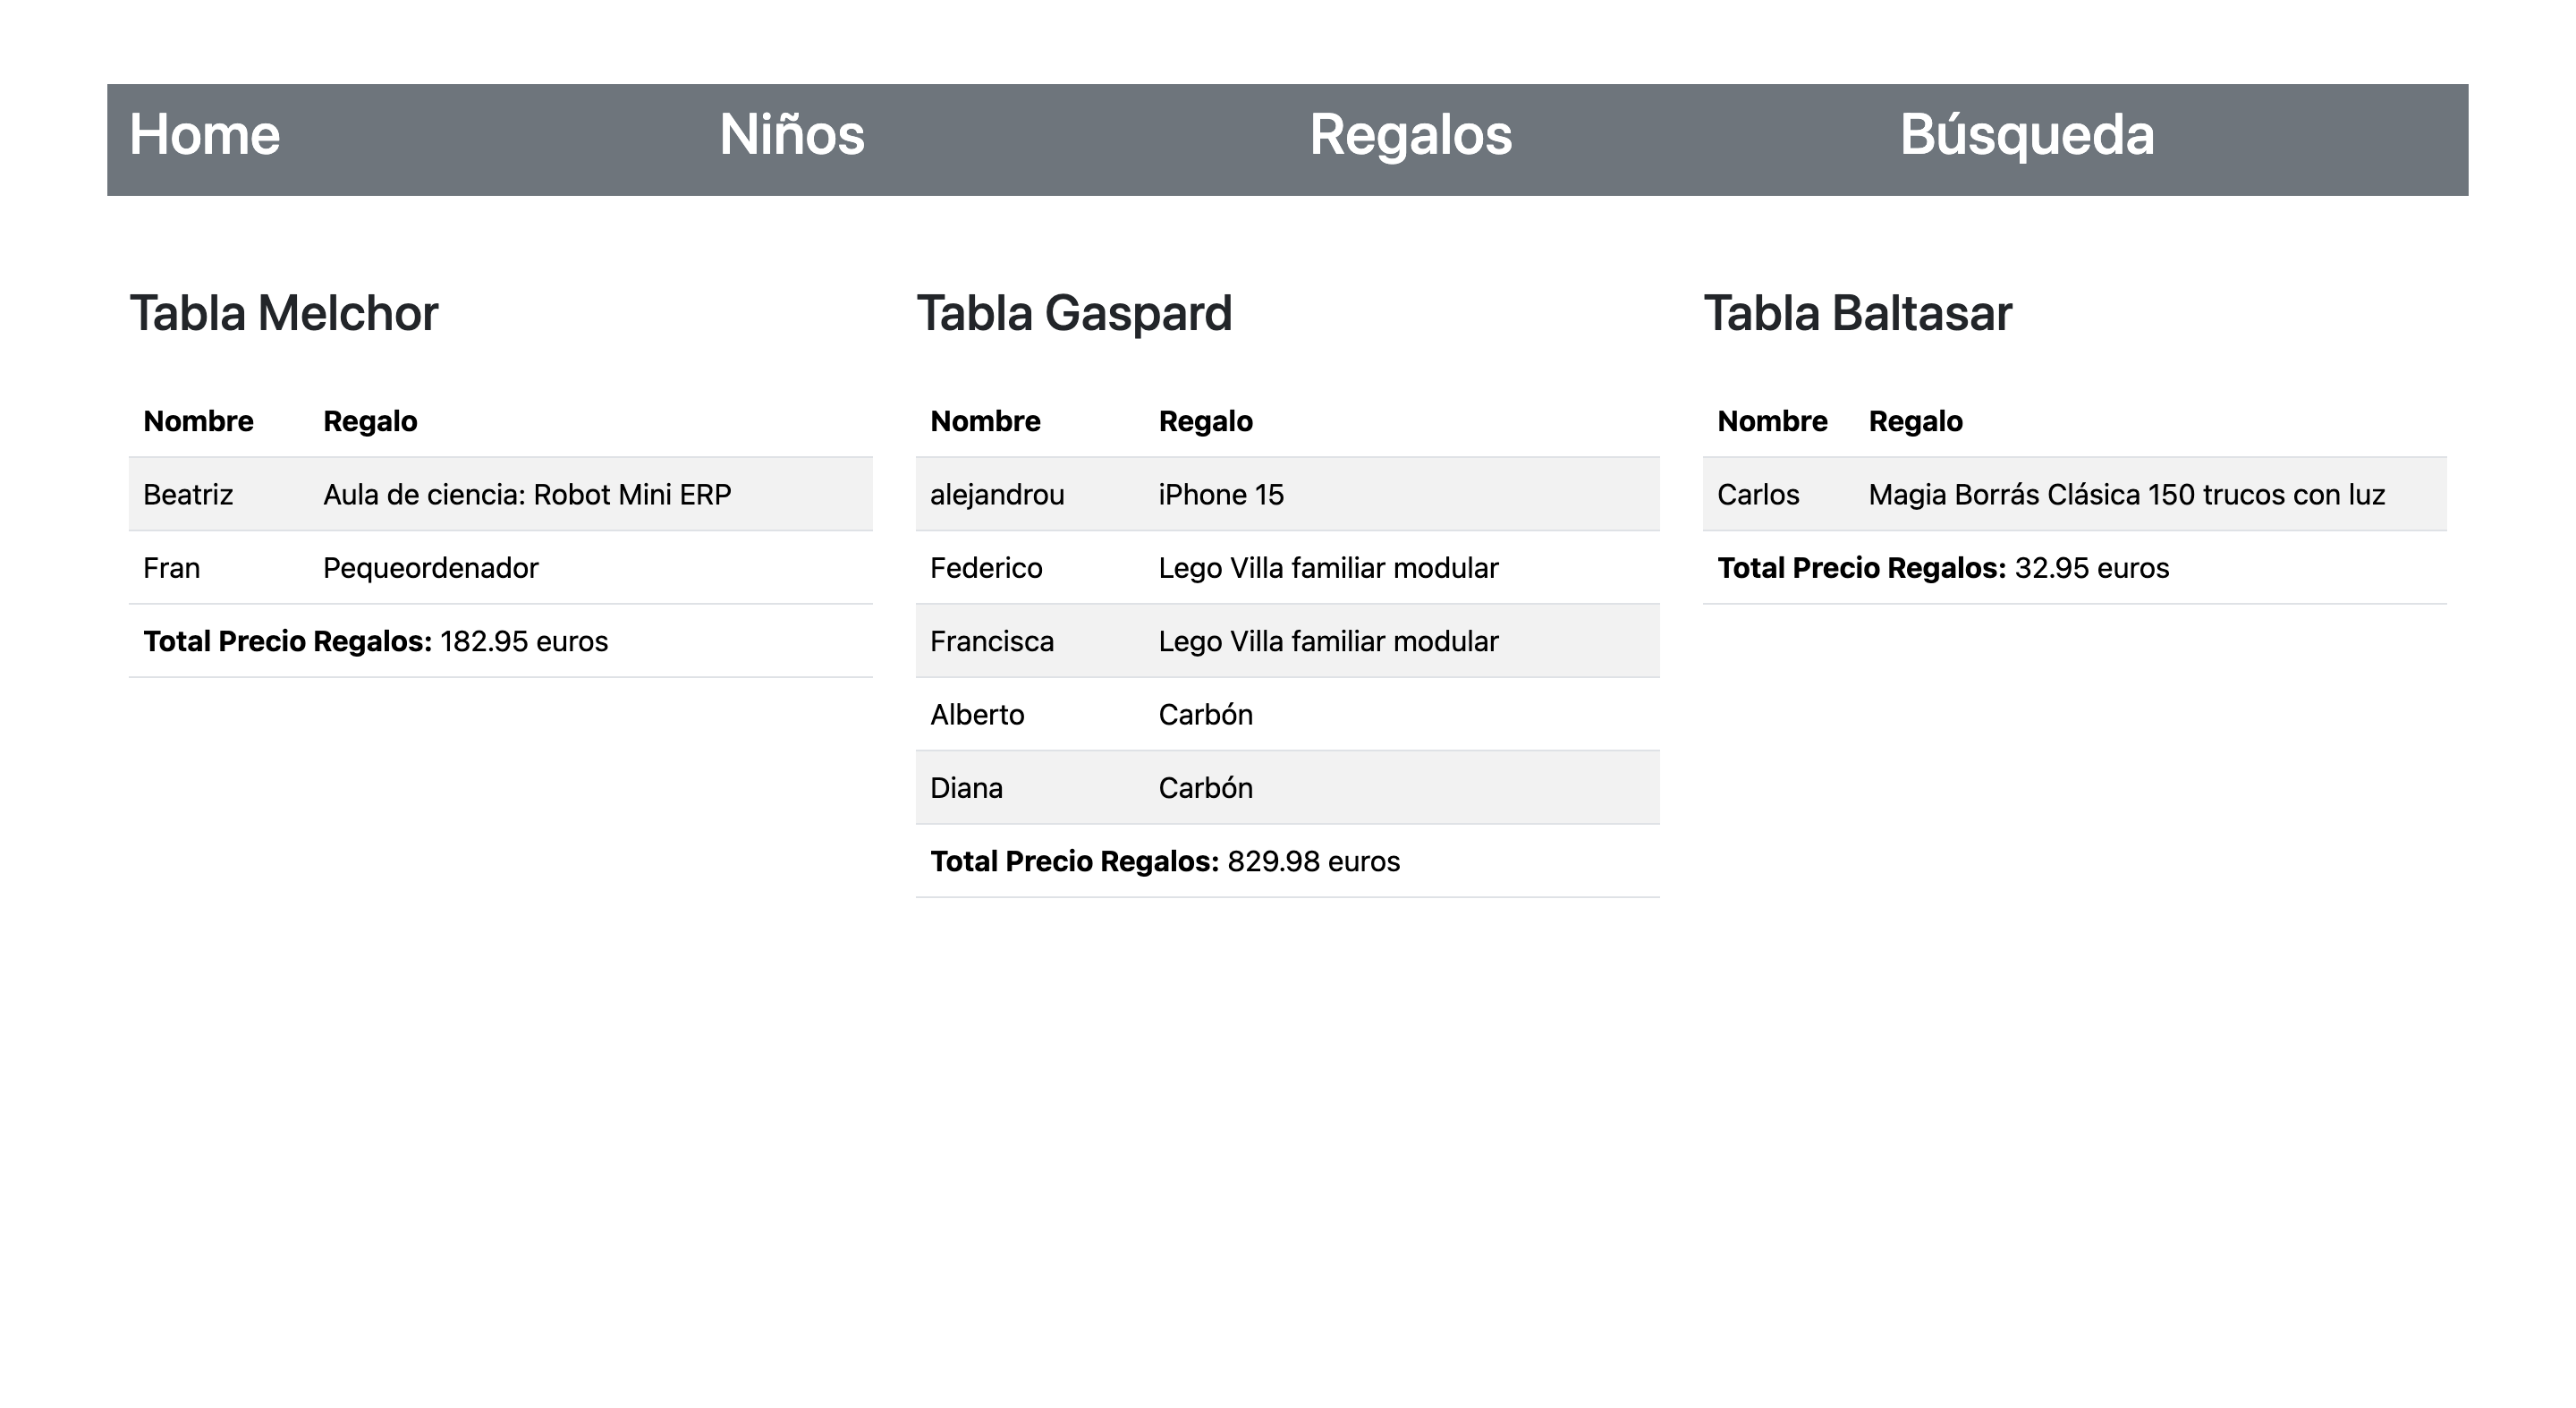 Home Niños Regalos Búsqueda
Tabla Melchor
Nombre Regalo
Beatriz Aula de ciencia: Robot Mini ERP
Fran Pequeordenador
Total Precio Regalos: 182.95 euros
Tabla Gaspard
Nombre Regalo
alejandrou iPhone 15
Federico Lego Villa familiar modular
Francisca Lego Villa familiar modular
Alberto Carbón
Diana Carbón
Total Precio Regalos: 829.98 euros
Tabla Baltasar
Nombre Regalo
Carlos Magia Borrás Clásica 150 trucos con luz
Total Precio Regalos: 32.95 euros